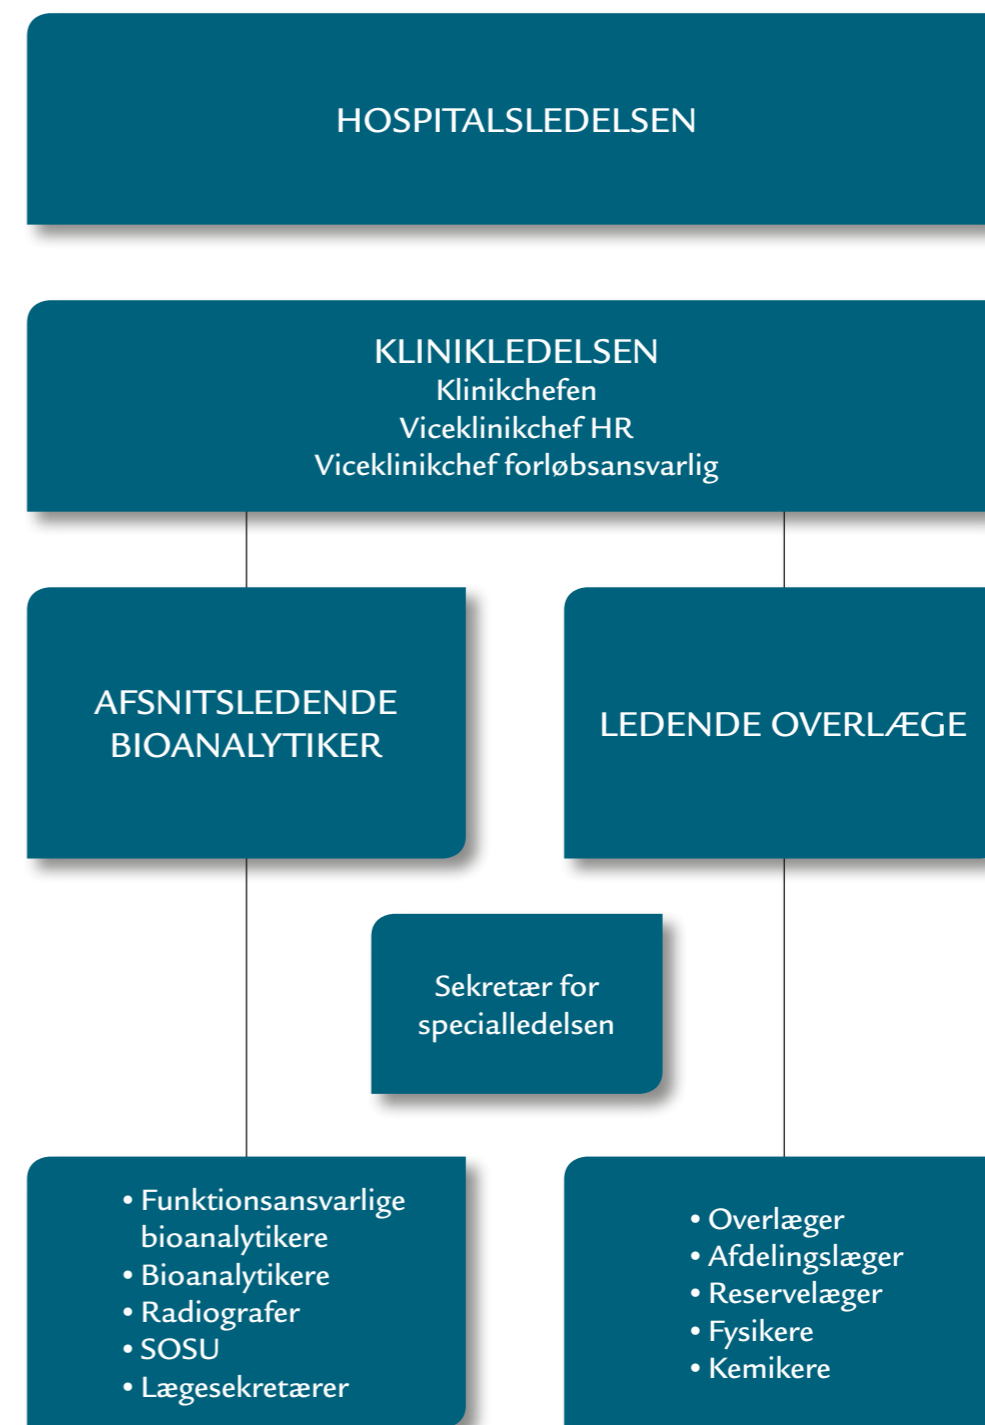 HOSPITALSLEDELSEN
KLINIKLEDELSEN
Klinikchefen
Viceklinikchef HR
Viceklinikchef forløbsansvarlig
AFSNITSLEDENDE
BIOANALYTIKER
LEDENDE OVERLÆGE
Sekretær for
specialledelsen
• Funktionsansvarlige
bioanalytikere
• Bioanalytikere
• Radiografer
• SOSU
• Lægesekretærer
• Overlæger
• Afdelingslæger
• Reservelæger
• Fysikere
• Kemikere